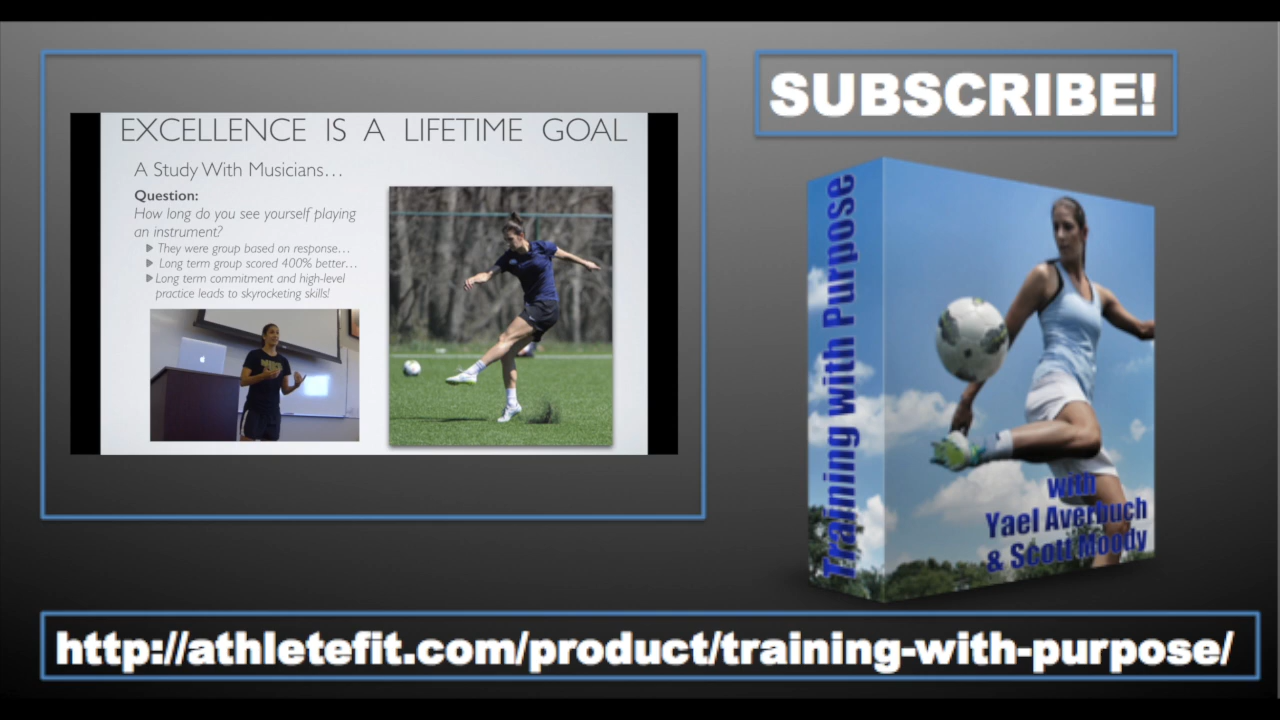 EXCELLENCE IS A LIFETIME GOAL
A Study With Musicians...
Question:
How long do you see yourself playing
an instrument?
They were group based on response...
Long term group scored 400% better...
Long term commitment and high-level
practice leads to skyrocketing skills!
SUBSCRIBE!
Training with Purpose
with
Yael Averbuch
& Scott Moody
http://athletefit.com/product/training-with-purpose/